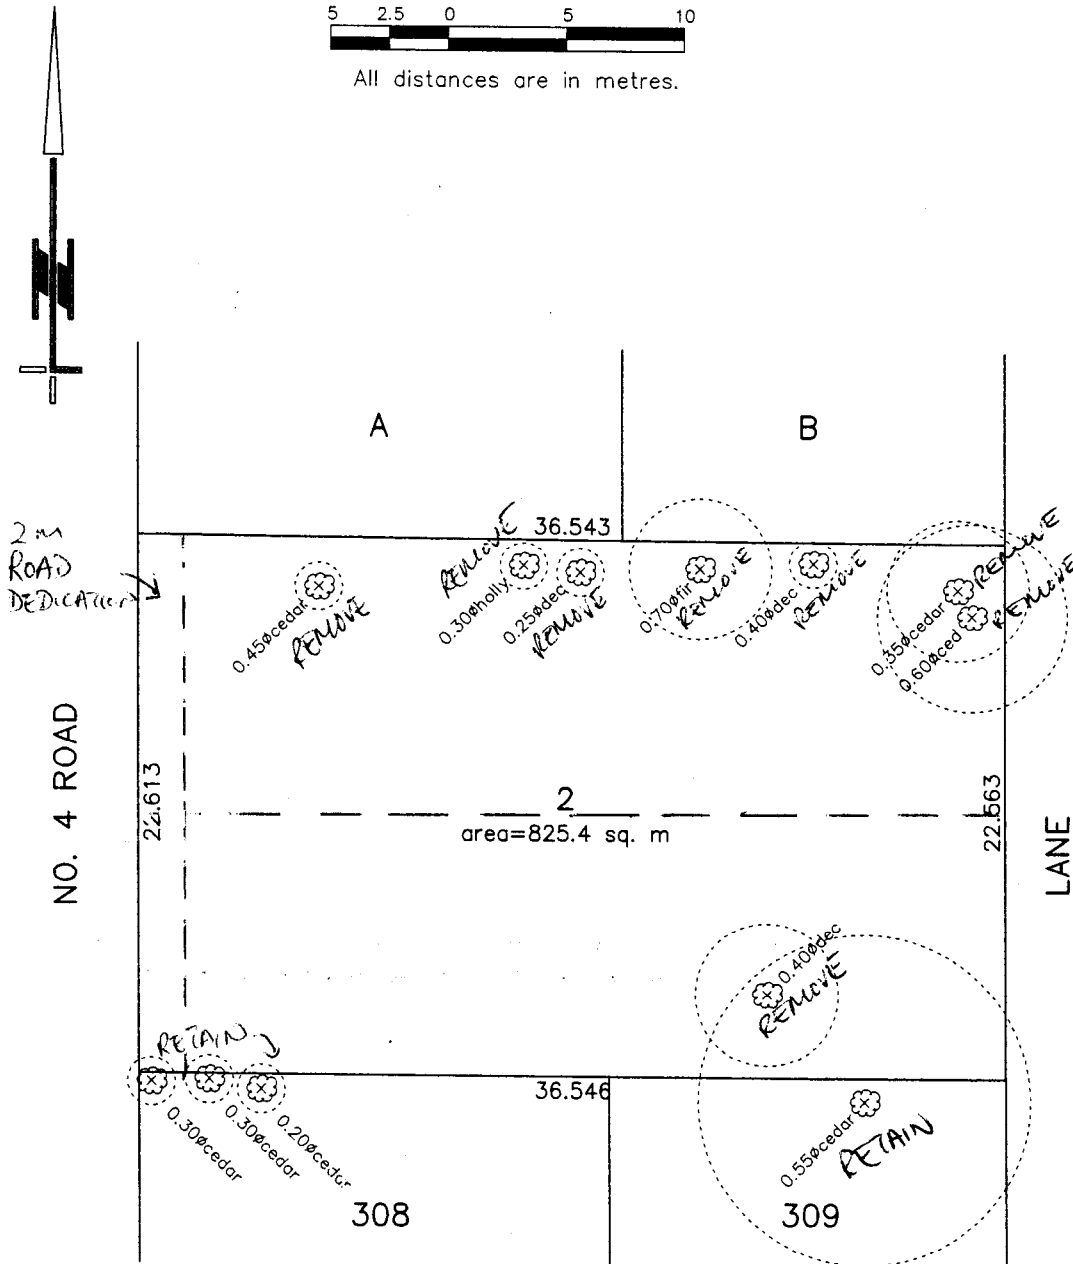 5 2.5 0 5 10
All distances are in metres.
N
A
B
2m
ROAD
DEDICATION
36.543
REMOVE
0.45øcedar
REMOVE
0.30øholly
0.25ødec
REMOVE
0.70øfir
REMOVE
0.40ødec
REMOVE
REMOVE
0.35øcedar
REMOVE
0.60øced
NO. 4 ROAD
22.613
2
area=825.4 sq. m
22.663
LANE
0.40ødec
REMOVE
RETAIN
36.546
0.30øcedar
0.30øcedar
0.20øcedar
0.55øcedar
RETAIN
308
309